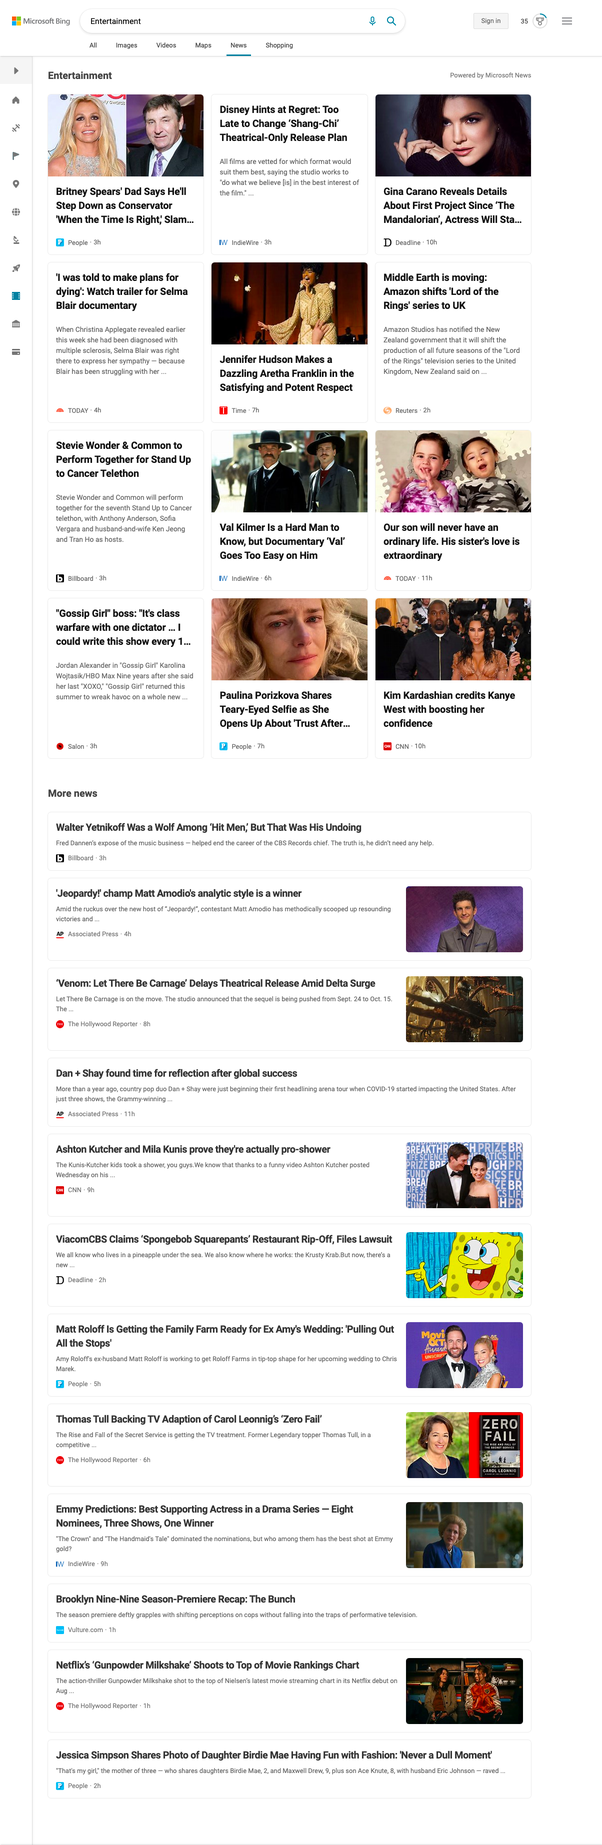 Microsoft Bing
Entertainment
Sign in
35
All
Images
Videos
Maps
News
Shopping
Entertainment
Powered by Microsoft News
Britney Spears' Dad Says He'll
Step Down as Conservator
'When the Time Is Right,' Slam...
People · 3h
Disney Hints at Regret: Too
Late to Change ‘Shang-Chi’
Theatrical-Only Release Plan
All films are vetted for which format would
suit them best, saying the studio works to
“do what we believe [is] in the best interest of
the film.” ...
IndieWire · 3h
Gina Carano Reveals Details
About First Project Since ‘The
Mandalorian’, Actress Will Sta...
Deadline · 10h
'I was told to make plans for
dying': Watch trailer for Selma
Blair documentary
When Christina Applegate revealed earlier
this week she had been diagnosed with
multiple sclerosis, Selma Blair was right
there to express her sympathy — because
Blair has been struggling with her ...
TODAY · 4h
Jennifer Hudson Makes a
Dazzling Aretha Franklin in the
Satisfying and Potent Respect
Time · 7h
Middle Earth is moving:
Amazon shifts 'Lord of the
Rings' series to UK
Amazon Studios has notified the New
Zealand government that it will shift the
production of all future seasons of the "Lord
of the Rings" television series to the United
Kingdom, New Zealand said on ...
Reuters · 2h
Stevie Wonder & Common to
Perform Together for Stand Up
to Cancer Telethon
Stevie Wonder and Common will perform
together for the seventh Stand Up to Cancer
telethon, with Anthony Anderson, Sofia
Vergara and husband-and-wife Ken Jeong
and Tran Ho as hosts.
Billboard · 3h
Val Kilmer Is a Hard Man to
Know, but Documentary ‘Val’
Goes Too Easy on Him
IndieWire · 6h
Our son will never have an
ordinary life. His sister's love is
extraordinary
TODAY · 11h
"Gossip Girl" boss: "It's class
warfare with one dictator ... I
could write this show every 1...
Jordan Alexander in "Gossip Girl" Karolina
Wojtasik/HBO Max Nine years after she said
her last "XOXO," "Gossip Girl" returned this
summer to wreak havoc on a whole new ...
Salon · 3h
Paulina Porizkova Shares
Teary-Eyed Selfie as She
Opens Up About 'Trust After...
People · 7h
Kim Kardashian credits Kanye
West with boosting her
confidence
CNN · 10h
More news
Walter Yetnikoff Was a Wolf Among ‘Hit Men,’ But That Was His Undoing
Fred Dannen's expose of the music business — helped end the career of the CBS Records chief. The truth is, he didn't need any help.
Billboard · 3h
'Jeopardy!' champ Matt Amodio's analytic style is a winner
Amid the ruckus over the new host of "Jeopardy!", contestant Matt Amodio has methodically scooped up resounding
victories and ...
AP Associated Press · 4h
‘Venom: Let There Be Carnage’ Delays Theatrical Release Amid Delta Surge
Let There Be Carnage is on the move. The studio announced that the sequel is being pushed from Sept. 24 to Oct. 15.
The ...
The Hollywood Reporter · 8h
Dan + Shay found time for reflection after global success
More than a year ago, country pop duo Dan + Shay were just beginning their first headlining arena tour when COVID-19 started impacting the United States. After
just three shows, the Grammy-winning ...
AP Associated Press · 11h
Ashton Kutcher and Mila Kunis prove they're actually pro-shower
The Kunis-Kutcher kids took a shower, you guys.We know that thanks to a funny video Ashton Kutcher posted
Wednesday on his ...
CNN · 9h
ViacomCBS Claims ‘Spongebob Squarepants’ Restaurant Rip-Off, Files Lawsuit
We all know who lives in a pineapple under the sea. We also know where he works: the Krusty Krab.But now, there's a
new ...
Deadline · 2h
Matt Roloff Is Getting the Family Farm Ready for Ex Amy's Wedding: 'Pulling Out
All the Stops'
Amy Roloff's ex-husband Matt Roloff is working to get Roloff Farms in tip-top shape for her upcoming wedding to Chris
Marek.
People · 5h
Thomas Tull Backing TV Adaption of Carol Leonnig's ‘Zero Fail’
The Rise and Fall of the Secret Service is getting the TV treatment. Former Legendary topper Thomas Tull, in a
competitive ...
The Hollywood Reporter · 6h
ZERO
FAIL
CAROL LEONNIG
Emmy Predictions: Best Supporting Actress in a Drama Series — Eight
Nominees, Three Shows, One Winner
"The Crown" and "The Handmaid's Tale" dominated the nominations, but who among them has the best shot at Emmy
gold?
IndieWire · 9h
Brooklyn Nine-Nine Season-Premiere Recap: The Bunch
The season premiere deftly grapples with shifting perceptions on cops without falling into the traps of performative television.
Vulture.com · 1h
Netflix's ‘Gunpowder Milkshake’ Shoots to Top of Movie Rankings Chart
The action-thriller Gunpowder Milkshake shot to the top of Nielsen's latest movie streaming chart in its Netflix debut on
Aug ...
The Hollywood Reporter · 1h
Jessica Simpson Shares Photo of Daughter Birdie Mae Having Fun with Fashion: 'Never a Dull Moment'
"That's my girl," the mother of three — who shares daughters Birdie Mae, 2, and Maxwell Drew, 9, plus son Ace Knute, 8, with husband Eric Johnson — raved ...
People · 2h